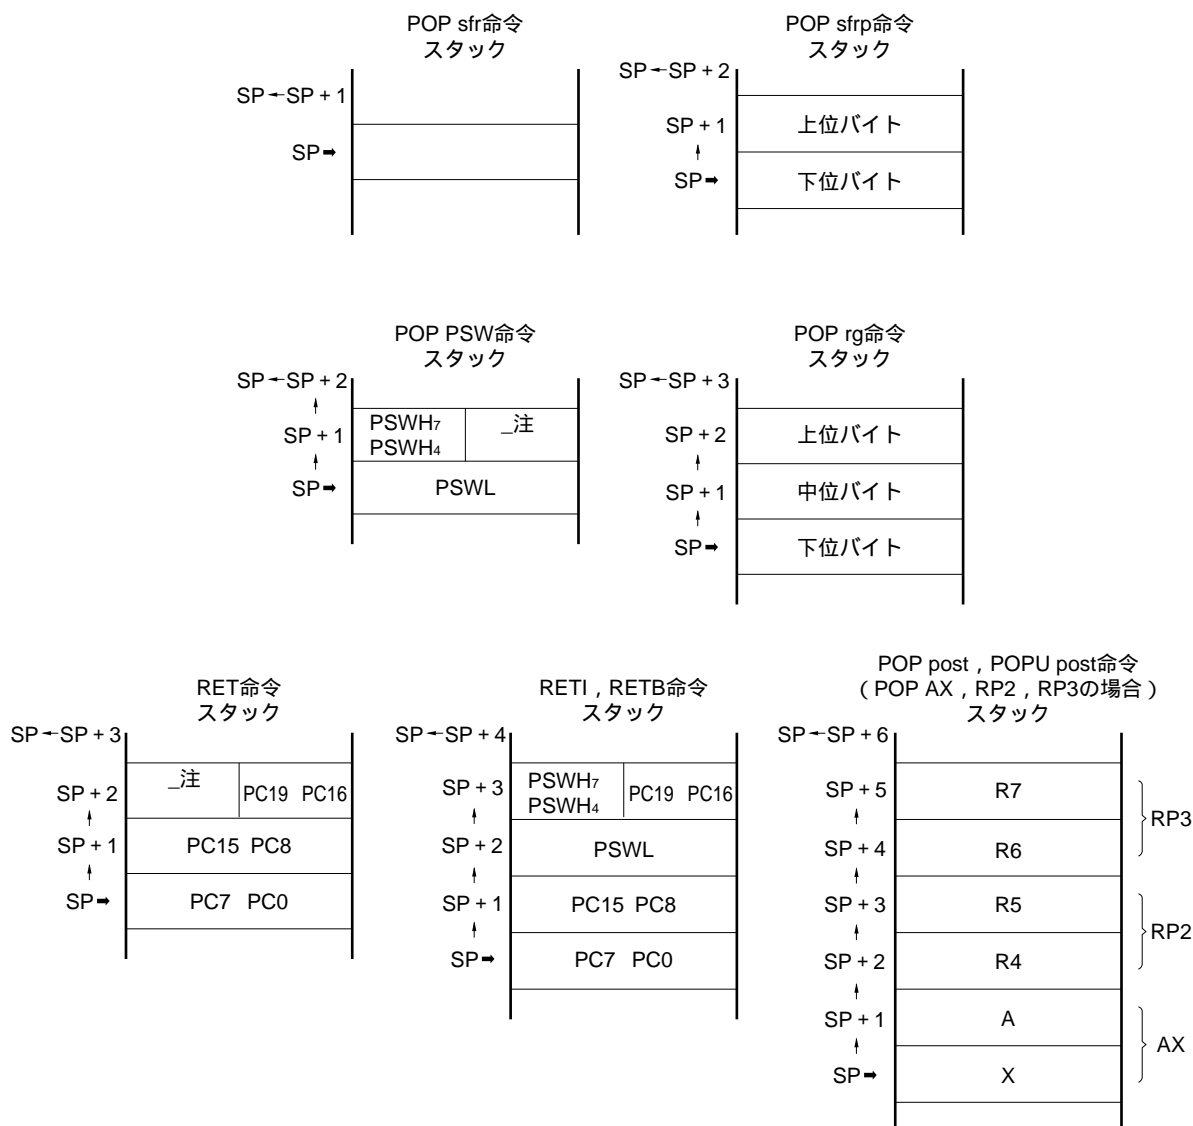 POP sfr命令
スタック
SP←SP + 1
SP➡
POP sfrp命令
スタック
SP←SP + 2
SP + 1
上位バイト
SP➡
下位バイト
POP PSW命令
スタック
SP←SP + 2
SP + 1
PSWH7
PSWH4
_注
SP➡
PSWL
POP rg命令
スタック
SP←SP + 3
SP + 2
上位バイト
SP + 1
中位バイト
SP➡
下位バイト
RET命令
スタック
SP←SP + 3
SP + 2
_注
PC19 PC16
SP + 1
PC15 PC8
SP➡
PC7 PC0
RETI，RETB命令
スタック
SP←SP + 4
SP + 3
PSWH7
PSWH4
PC19 PC16
SP + 2
PSWL
SP + 1
PC15 PC8
SP➡
PC7 PC0
POP post，POPU post命令
（POP AX，RP2，RP3の場合）
スタック
SP←SP + 6
SP + 5
R7
RP3
SP + 4
R6
SP + 3
R5
RP2
SP + 2
R4
SP + 1
A
AX
SP➡
X